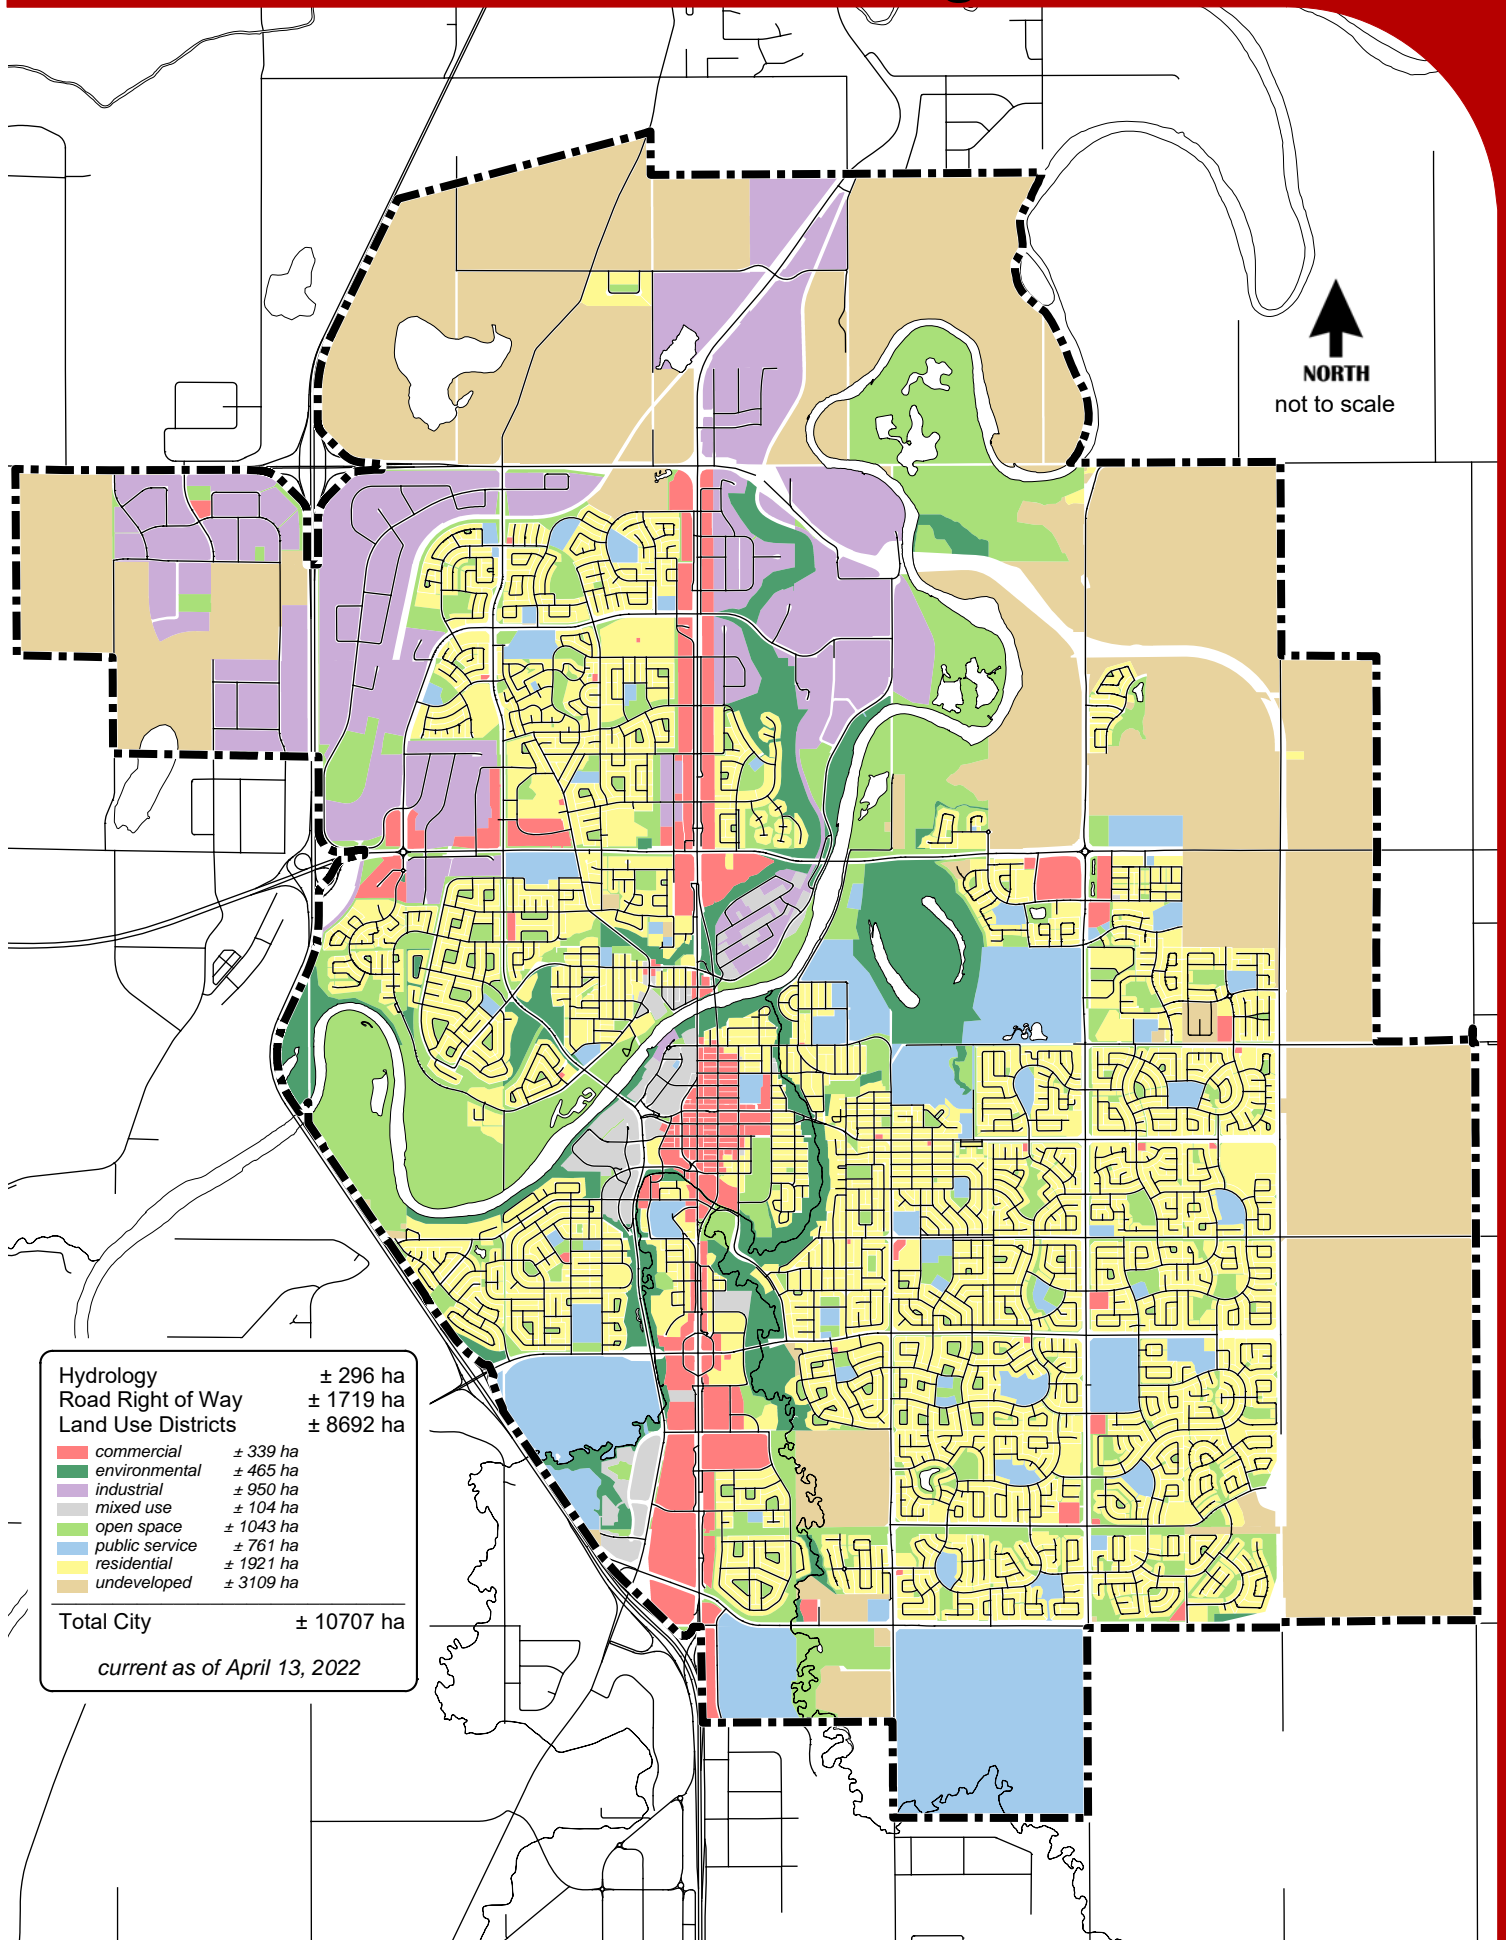 NORTH
not to scale
Hydrology ± 296 ha
Road Right of Way ± 1719 ha
Land Use Districts ± 8692 ha
commercial ± 339 ha
environmental ± 465 ha
industrial ± 950 ha
mixed use ± 104 ha
open space ± 1043 ha
public service ± 761 ha
residential ± 1921 ha
undeveloped ± 3109 ha
Total City ± 10707 ha
current as of April 13, 2022